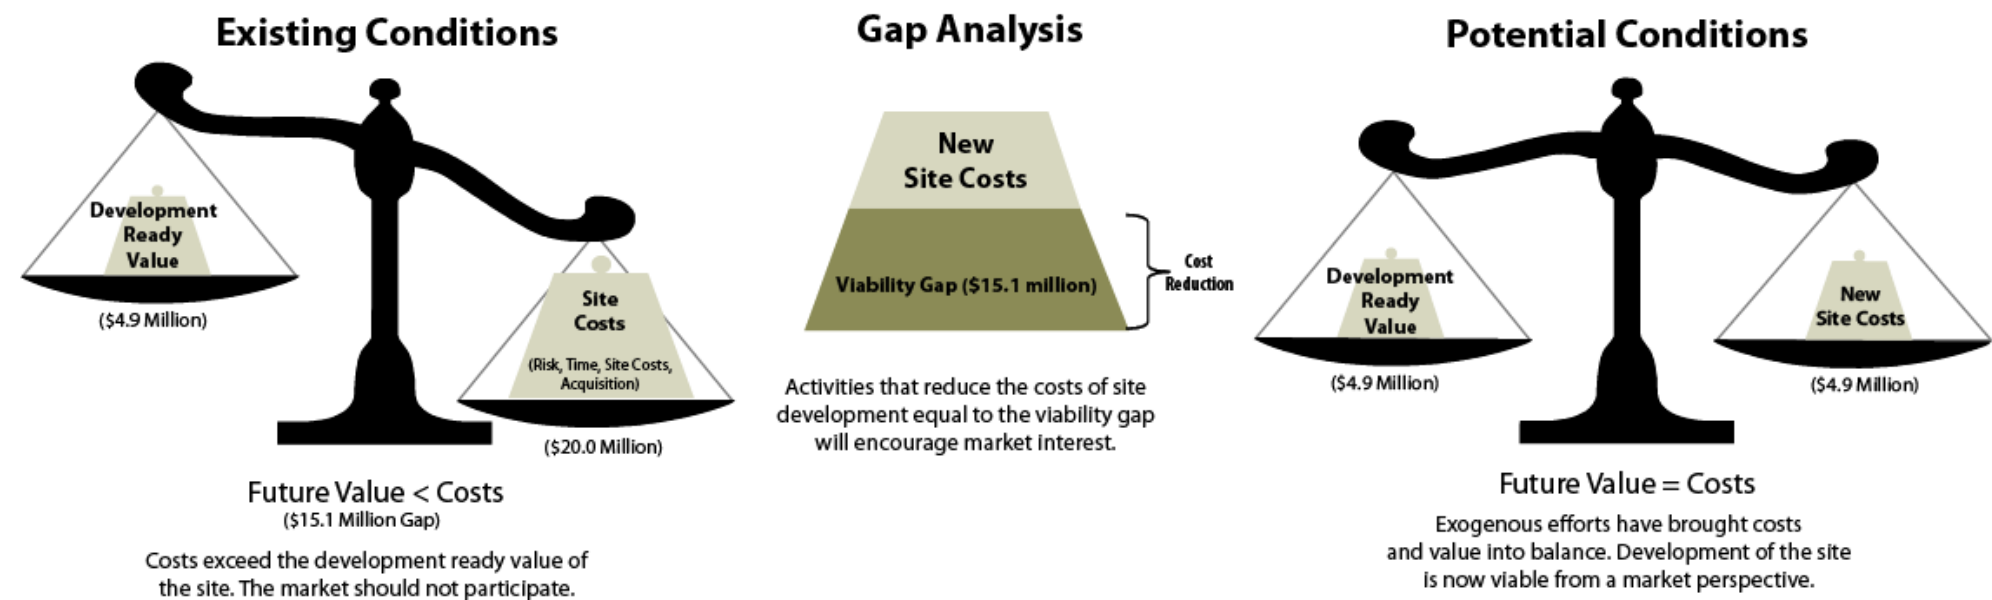 Existing Conditions
Development
Ready
Value
($4.9 Million)
Site
Costs
(Risk, Time, Site Costs,
Acquisition)
($20.0 Million)
Future Value < Costs
($15.1 Million Gap)
Costs exceed the development ready value of
the site. The market should not participate.
Gap Analysis
New
Site Costs
Viability Gap ($15.1 million)
Cost
Reduction
Activities that reduce the costs of site
development equal to the viability gap
will encourage market interest.
Potential Conditions
Development
Ready
Value
($4.9 Million)
New
Site Costs
($4.9 Million)
Future Value = Costs
Exogenous efforts have brought costs
and value into balance. Development of the site
is now viable from a market perspective.